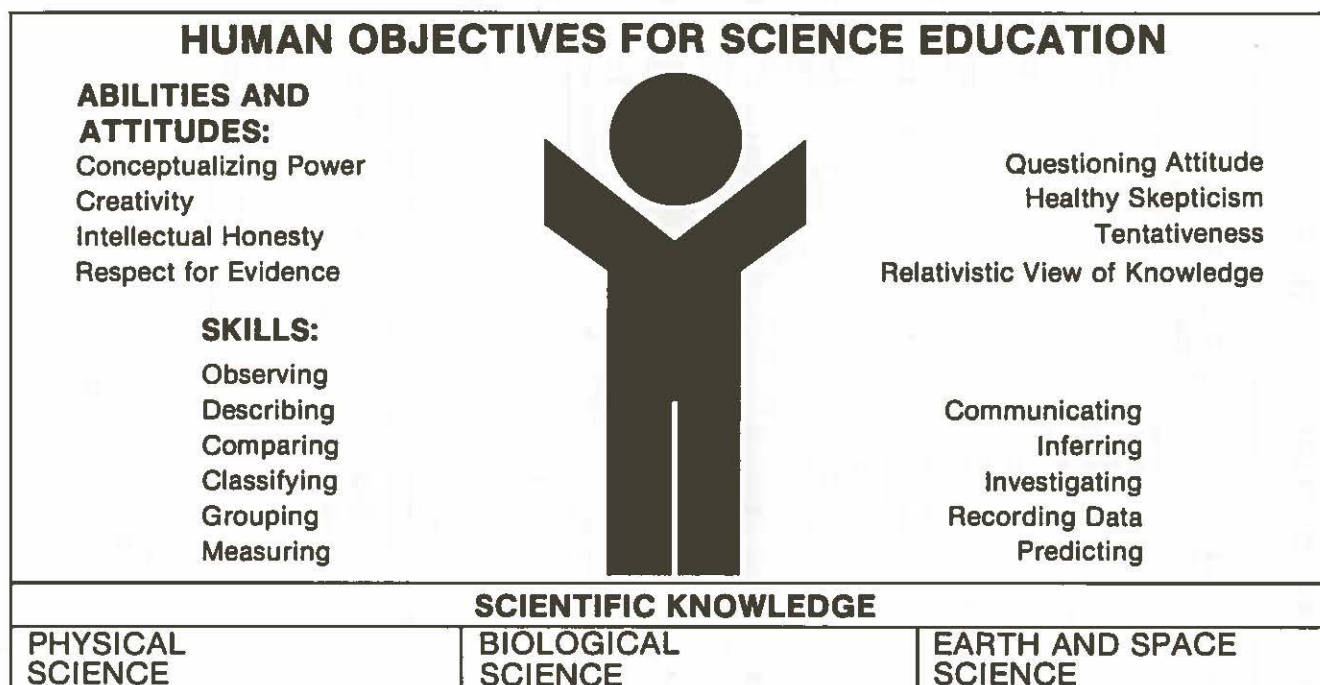 HUMAN OBJECTIVES FOR SCIENCE EDUCATION
ABILITIES AND
ATTITUDES:
Conceptualizing Power
Creativity
Intellectual Honesty
Respect for Evidence
Questioning Attitude
Healthy Skepticism
Tentativeness
Relativistic View of Knowledge
SKILLS:
Observing
Describing
Comparing
Classifying
Grouping
Measuring
Communicating
Inferring
Investigating
Recording Data
Predicting
SCIENTIFIC KNOWLEDGE
PHYSICAL
SCIENCE
BIOLOGICAL
SCIENCE
EARTH AND SPACE
SCIENCE